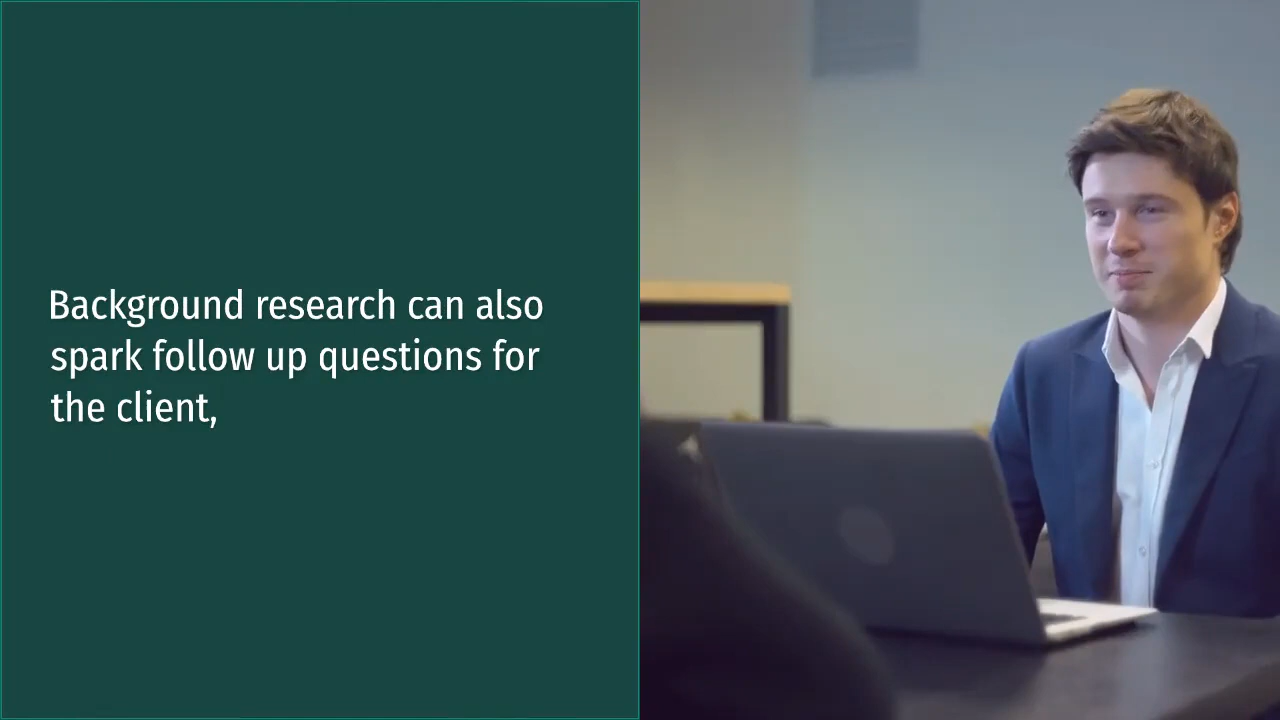 Background research can also
spark follow up questions for
the client,